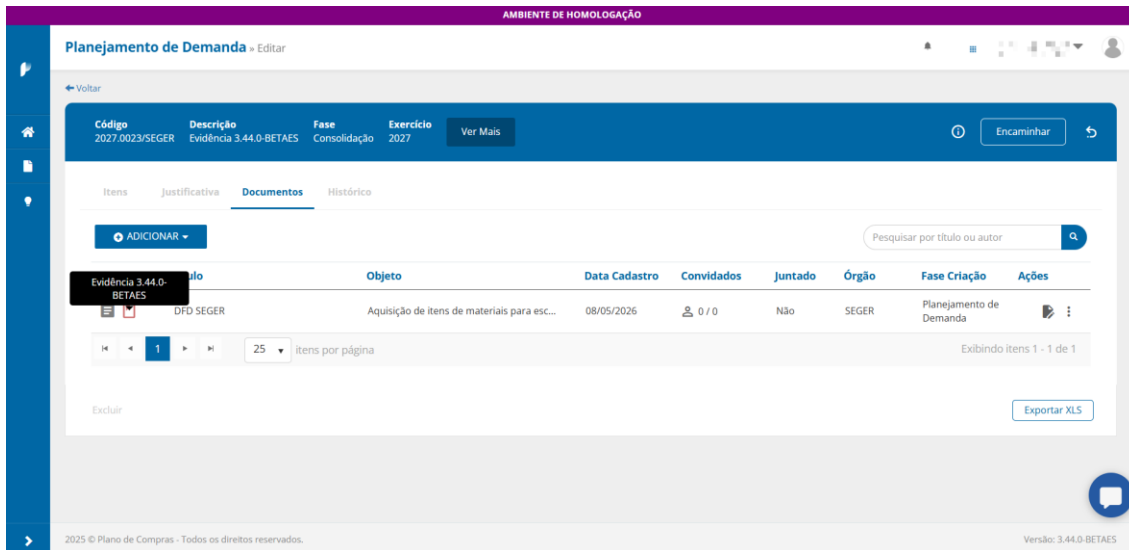 AMBIENTE DE HOMOLOGAÇÃO
Planejamento de Demanda » Editar
Voltar
Código Descrição Fase Exercício
2027.0023/SEGER Evidência 3.44.0-BETAES Consolidação 2027 Ver Mais Encaminhar
Itens Justificativa Documentos Histórico
ADICIONAR Pesquisar por título ou autor
Objeto Data Cadastro Convidados Juntado Órgão Fase Criação Ações
Evidência 3.44.0-
BETAES
DFD SEGER Aquisição de itens de materiais para esc... 08/05/2026 0 / 0 Não SEGER Planejamento de
Demanda
1 25 itens por página Exibindo itens 1 - 1 de 1
Excluir Exportar XLS
2025 © Plano de Compras - Todos os direitos reservados. Versão: 3.44.0-BETAES